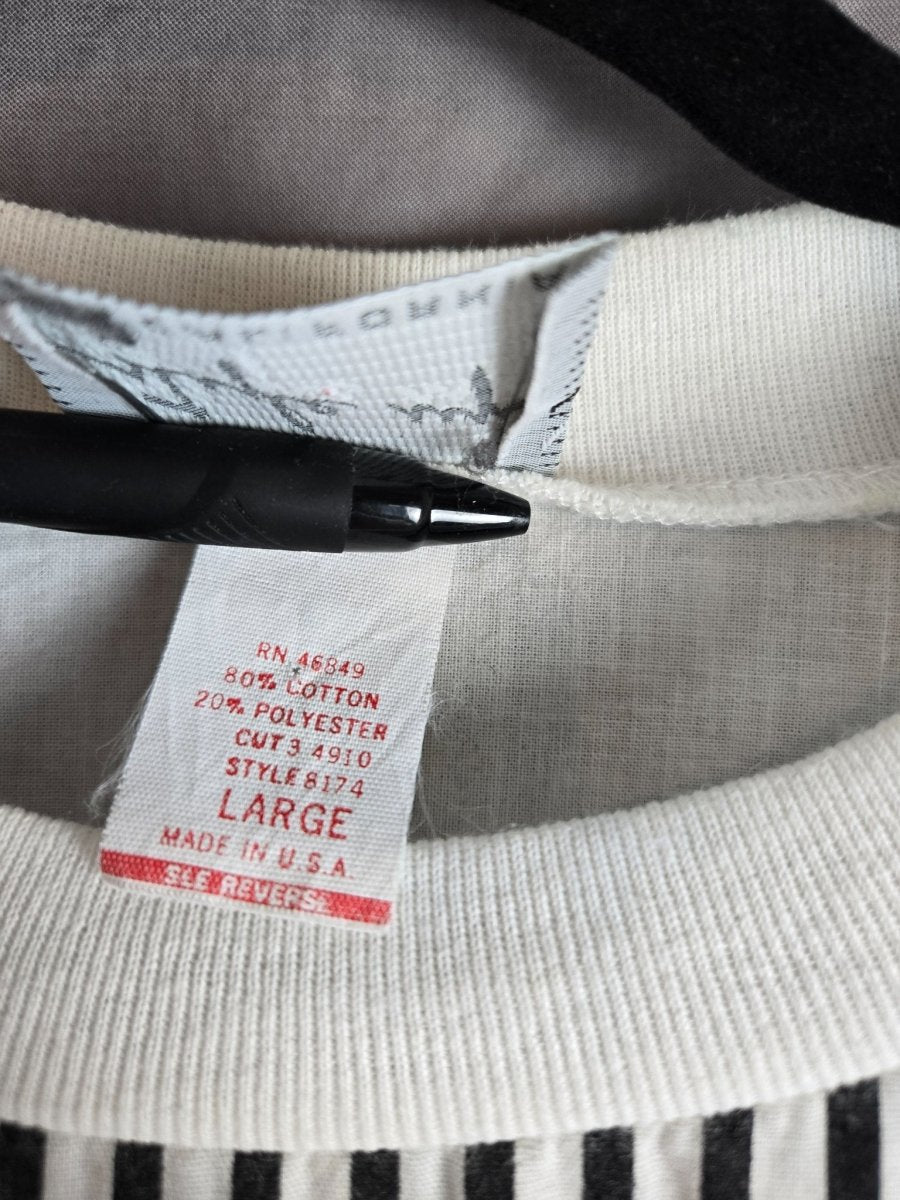 RN 46849
80% COTTON
20% POLYESTER
CUT 3 4910
STYLE 8174
LARGE
MADE IN U.S.A.
SEE REVERSE